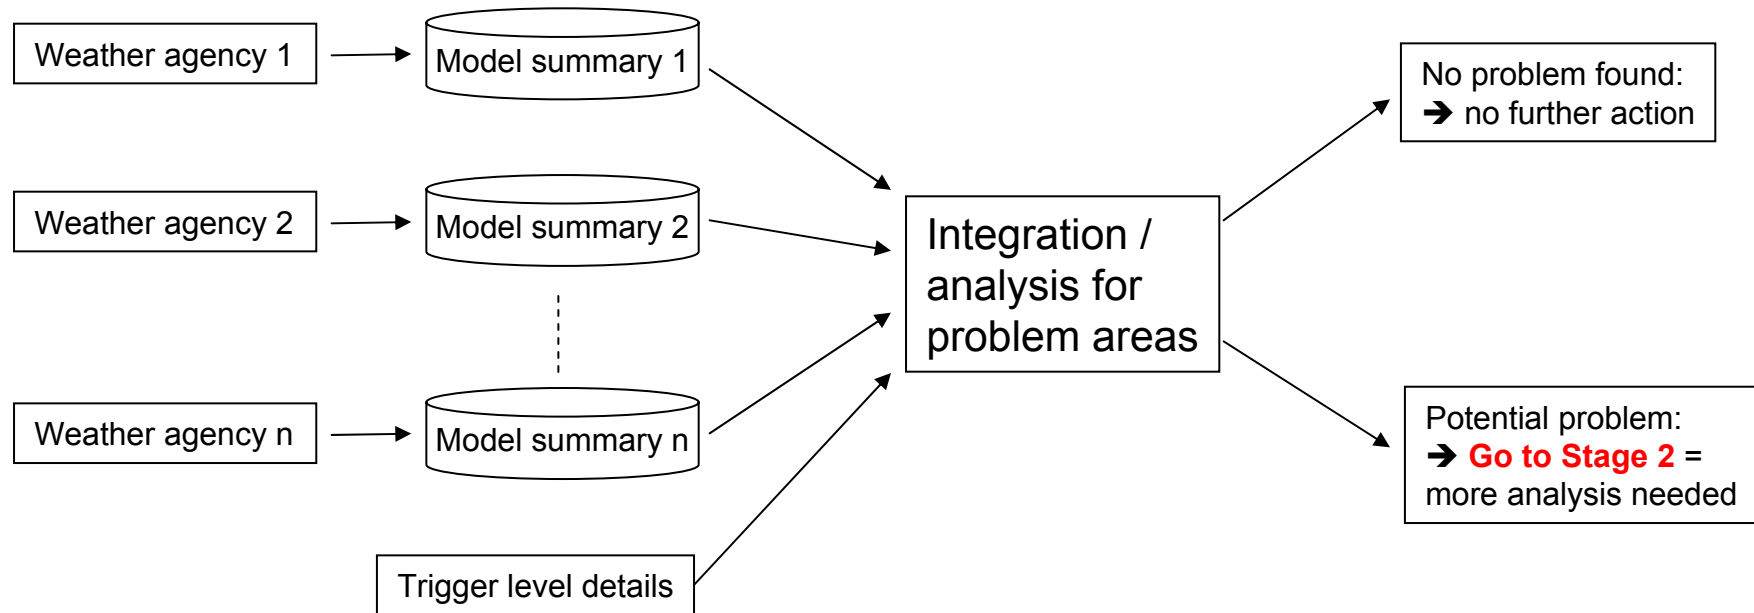 Weather agency 1
Model summary 1
No problem found:
➔ no further action
Weather agency 2
Model summary 2
Integration /
analysis for
problem areas
Weather agency n
Model summary n
Potential problem:
➔ Go to Stage 2 =
more analysis needed
Trigger level details